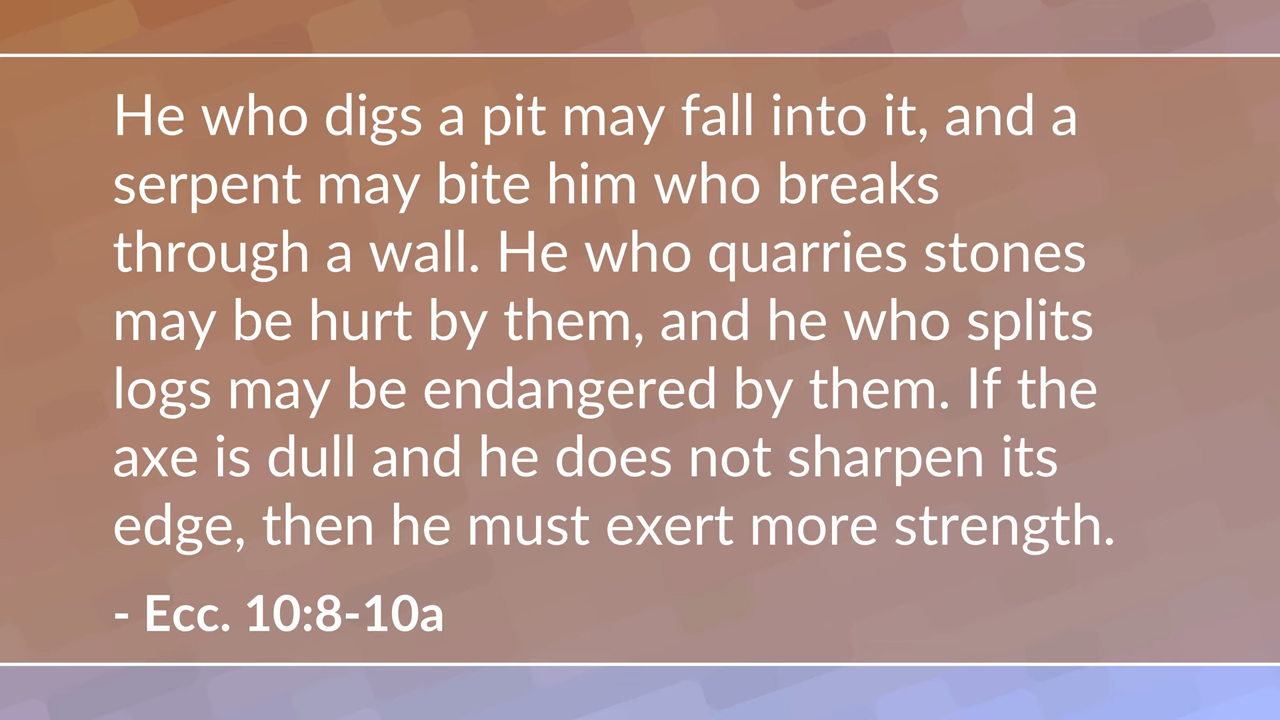 He who digs a pit may fall into it, and a
serpent may bite him who breaks
through a wall. He who quarries stones
may be hurt by them, and he who splits
logs may be endangered by them. If the
axe is dull and he does not sharpen its
edge, then he must exert more strength.
- Ecc. 10:8-10a